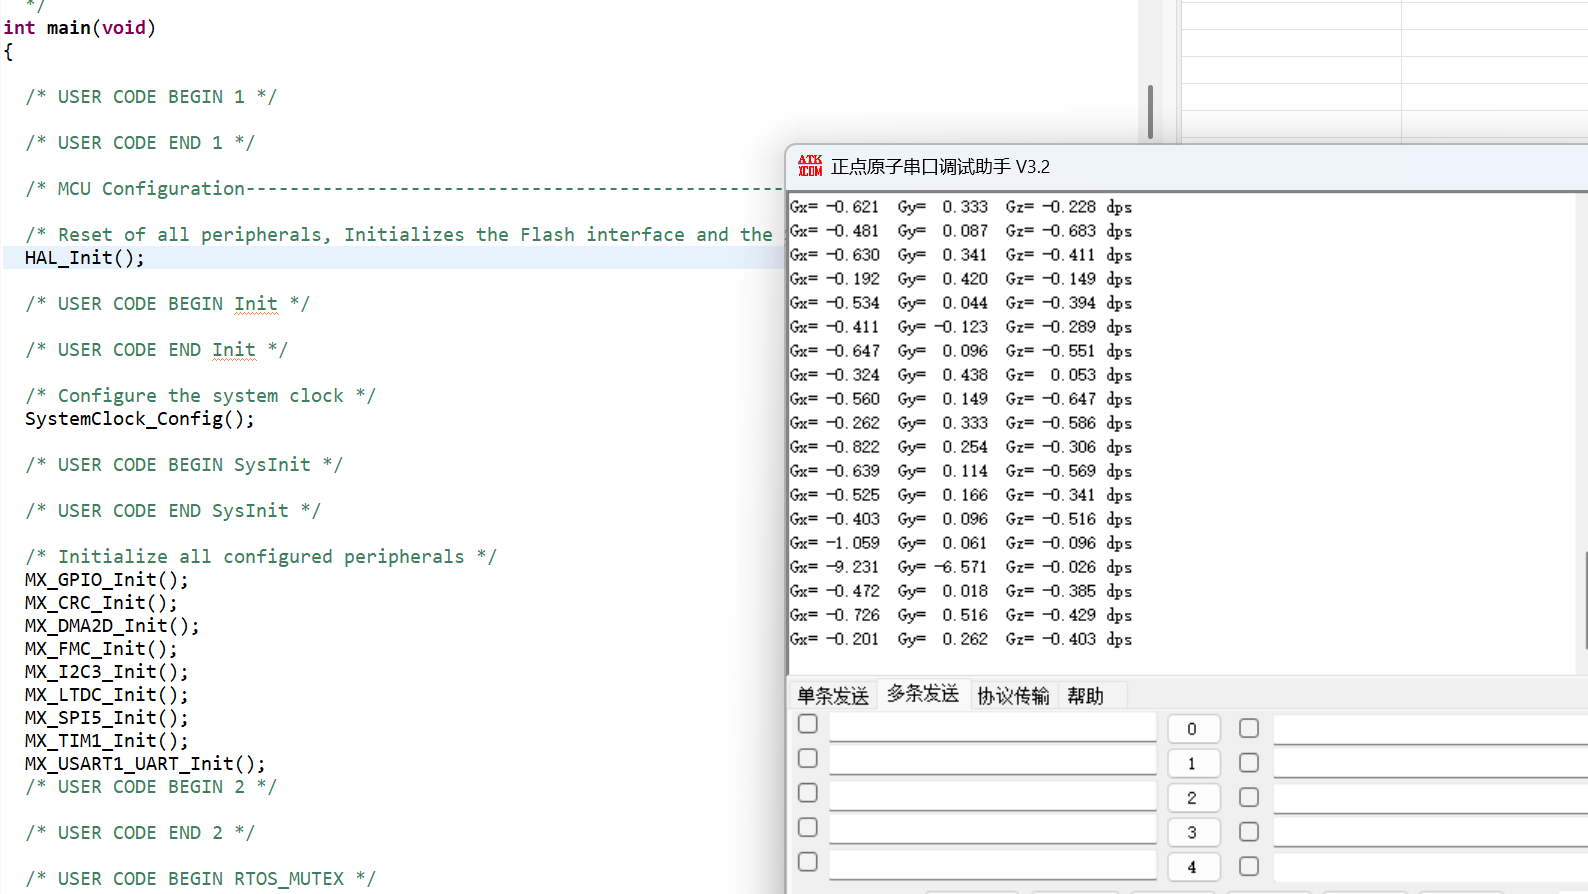 */
int main(void)
{
/* USER CODE BEGIN 1 */
/* USER CODE END 1 */
/* MCU Configuration-------------------------------------------------
/* Reset of all peripherals, Initializes the Flash interface and the
HAL_Init();
/* USER CODE BEGIN Init */
/* USER CODE END Init */
/* Configure the system clock */
SystemClock_Config();
/* USER CODE BEGIN SysInit */
/* USER CODE END SysInit */
/* Initialize all configured peripherals */
MX_GPIO_Init();
MX_CRC_Init();
MX_DMA2D_Init();
MX_FMC_Init();
MX_I2C3_Init();
MX_LTDC_Init();
MX_SPI5_Init();
MX_TIM1_Init();
MX_USART1_UART_Init();
/* USER CODE BEGIN 2 */
/* USER CODE END 2 */
/* USER CODE BEGIN RTOS_MUTEX */
ATK
XCOM
正点原子串口调试助手 V3.2
Gx= -0.621 Gy= 0.333 Gz= -0.228 dps
Gx= -0.481 Gy= 0.087 Gz= -0.683 dps
Gx= -0.630 Gy= 0.341 Gz= -0.411 dps
Gx= -0.192 Gy= 0.420 Gz= -0.149 dps
Gx= -0.534 Gy= 0.044 Gz= -0.394 dps
Gx= -0.411 Gy= -0.123 Gz= -0.289 dps
Gx= -0.647 Gy= 0.096 Gz= -0.551 dps
Gx= -0.324 Gy= 0.438 Gz= 0.053 dps
Gx= -0.560 Gy= 0.149 Gz= -0.647 dps
Gx= -0.262 Gy= 0.333 Gz= -0.586 dps
Gx= -0.822 Gy= 0.254 Gz= -0.306 dps
Gx= -0.639 Gy= 0.114 Gz= -0.569 dps
Gx= -0.525 Gy= 0.166 Gz= -0.341 dps
Gx= -0.403 Gy= 0.096 Gz= -0.516 dps
Gx= -1.059 Gy= 0.061 Gz= -0.096 dps
Gx= -9.231 Gy= -6.571 Gz= -0.026 dps
Gx= -0.472 Gy= 0.018 Gz= -0.385 dps
Gx= -0.726 Gy= 0.516 Gz= -0.429 dps
Gx= -0.201 Gy= 0.262 Gz= -0.403 dps
单条发送 多条发送 协议传输 帮助
0
1
2
3
4